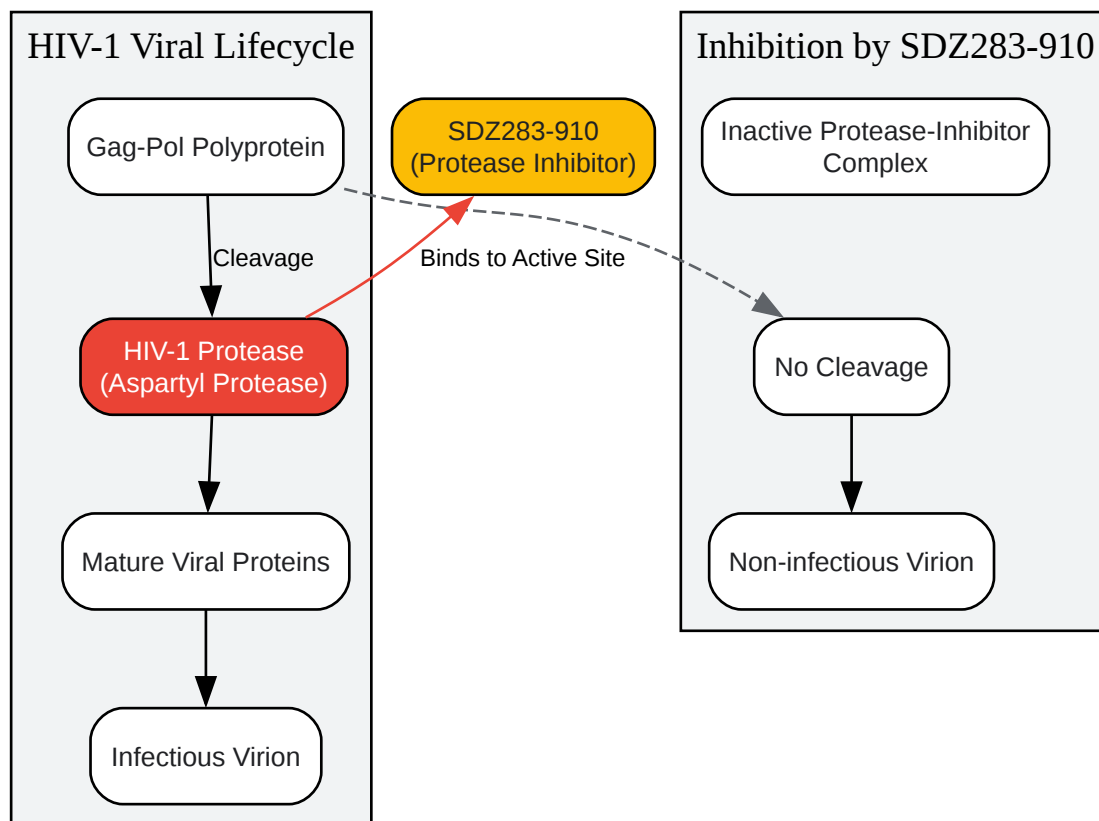 HIV-1 Viral Lifecycle
Gag-Pol Polyprotein
Cleavage
HIV-1 Protease
(Aspartyl Protease)
Mature Viral Proteins
Infectious Virion
SDZ283-910
(Protease Inhibitor)
Binds to Active Site
Inhibition by SDZ283-910
Inactive Protease-Inhibitor
Complex
No Cleavage
Non-infectious Virion